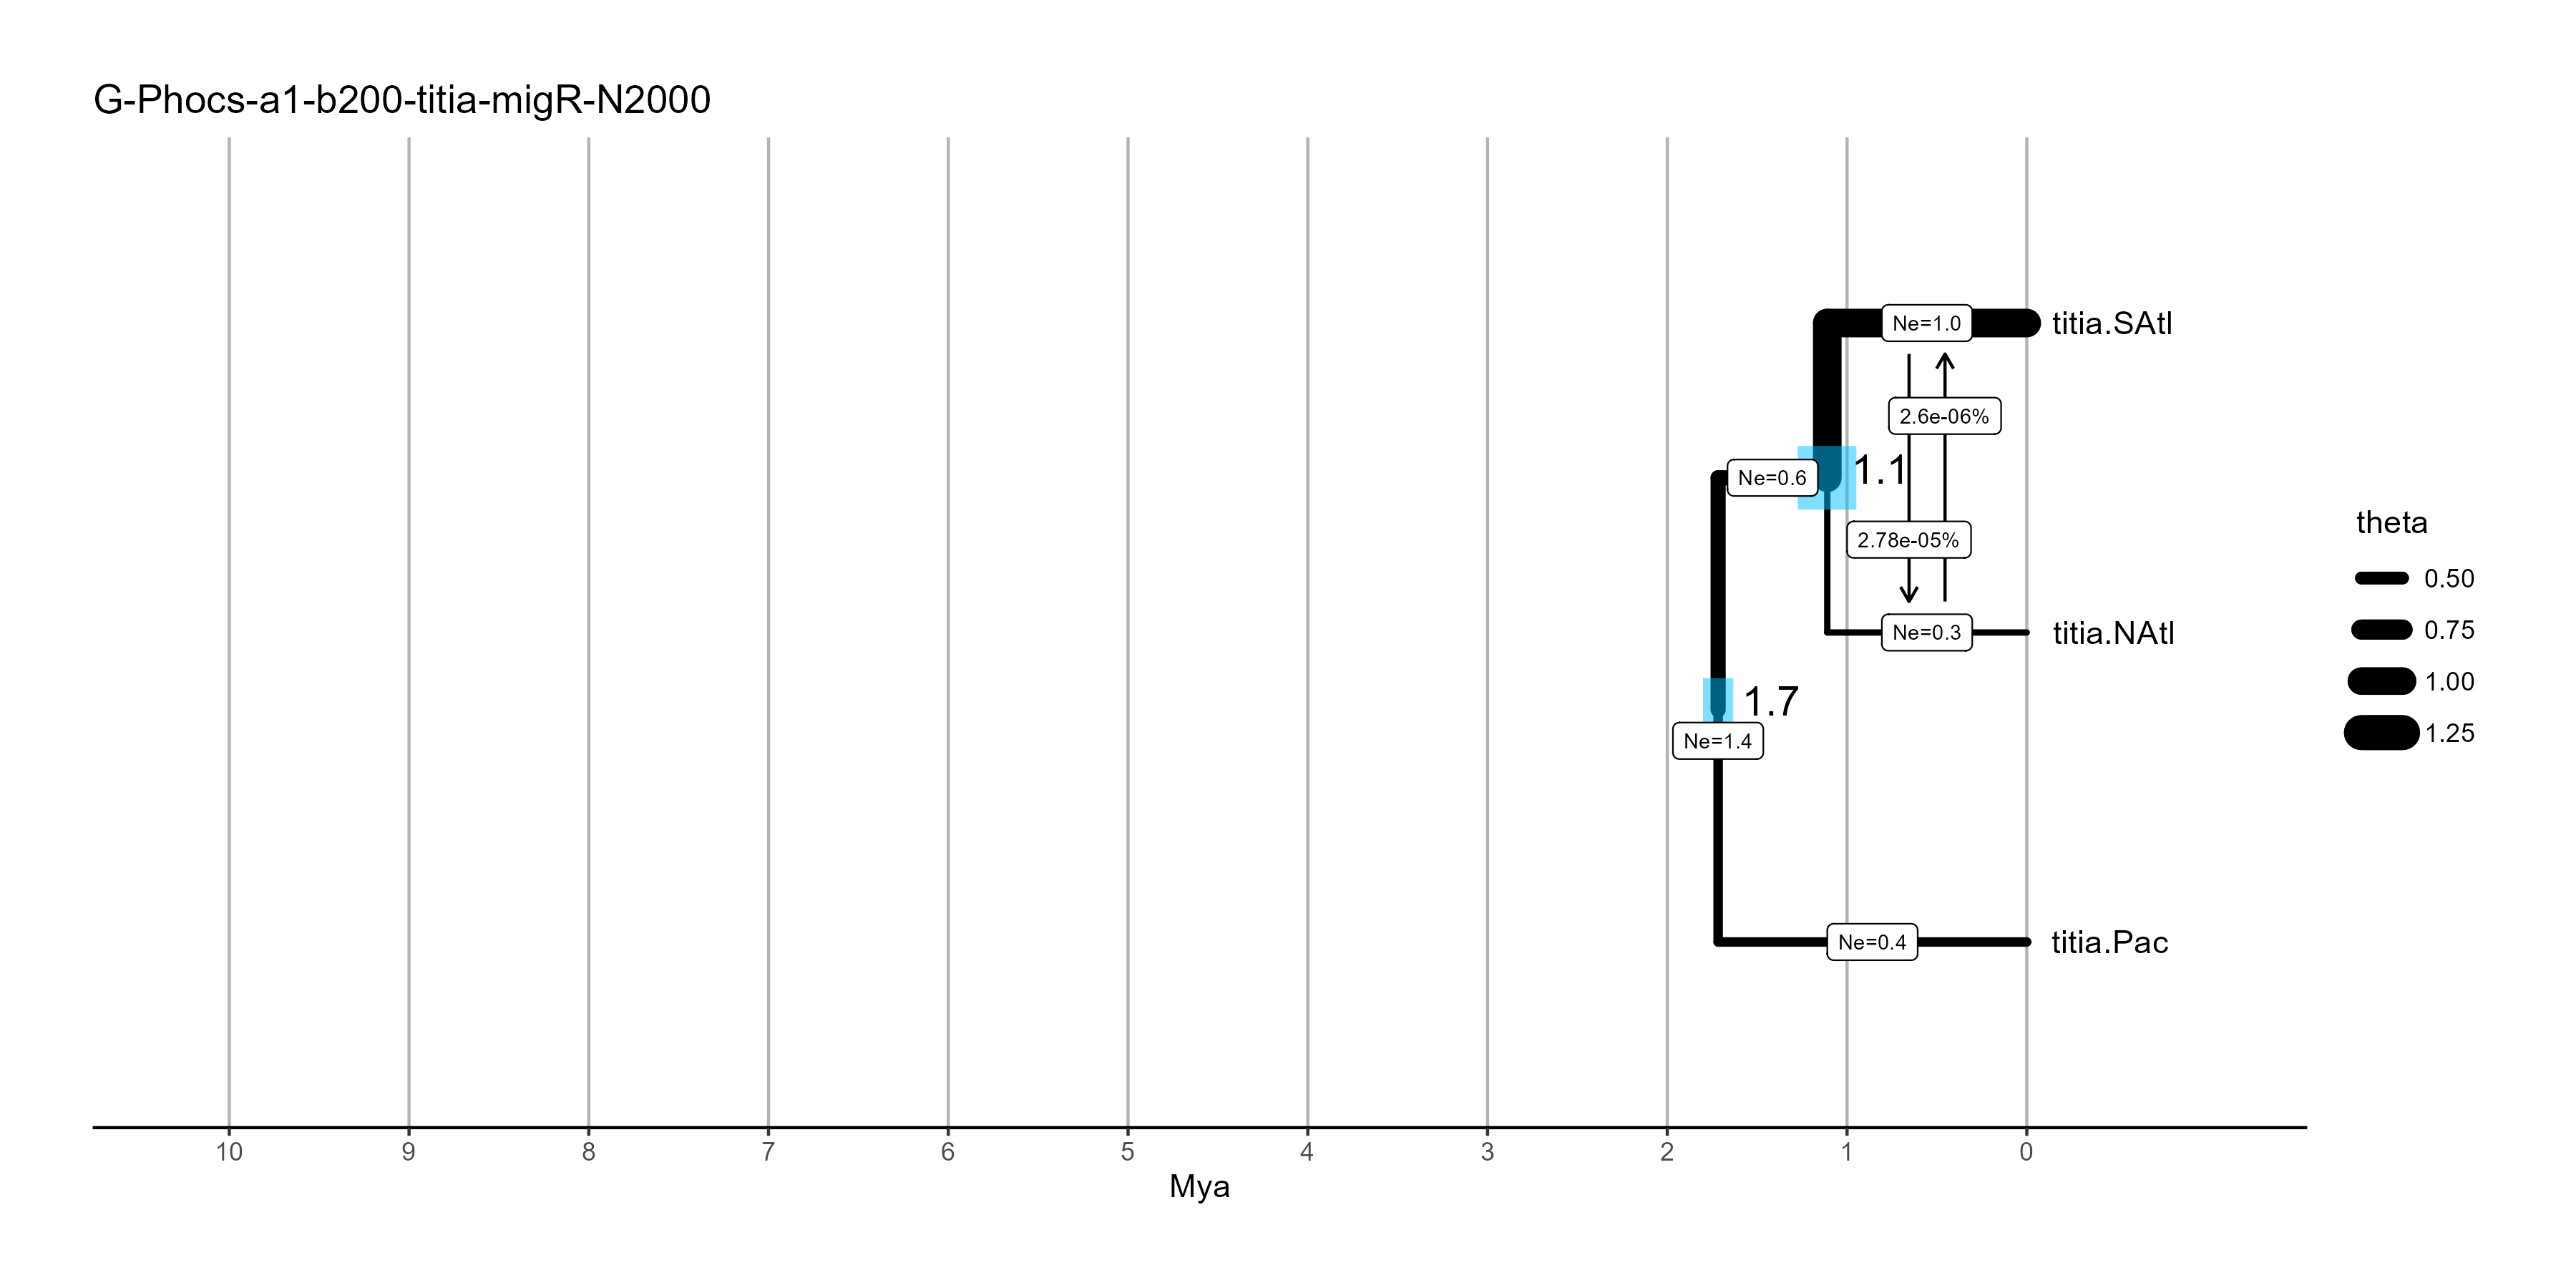 G-Phocs-a1-b200-titia-migR-N2000
Ne=1.0
titia.SAtl
2.6e-06%
Ne=0.6
1.1
2.78e-05%
Ne=0.3
titia.NAtl
1.7
Ne=1.4
Ne=0.4
titia.Pac
theta
0.50
0.75
1.00
1.25
10 9 8 7 6 5 4 3 2 1 0
Mya